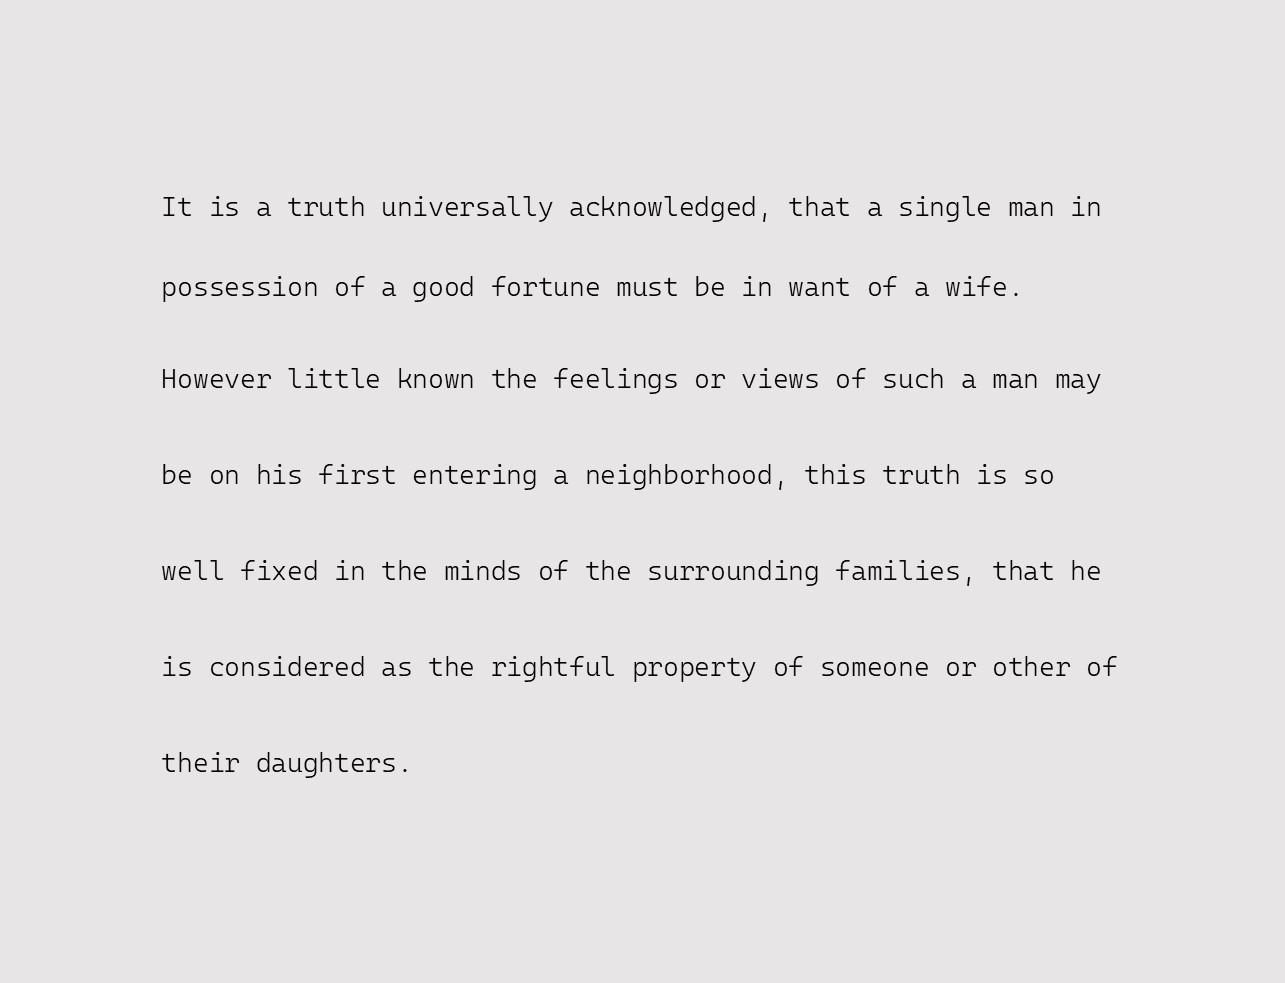 It is a truth universally acknowledged, that a single man in
possession of a good fortune must be in want of a wife.
However little known the feelings or views of such a man may
be on his first entering a neighborhood, this truth is so
well fixed in the minds of the surrounding families, that he
is considered as the rightful property of someone or other of
their daughters.